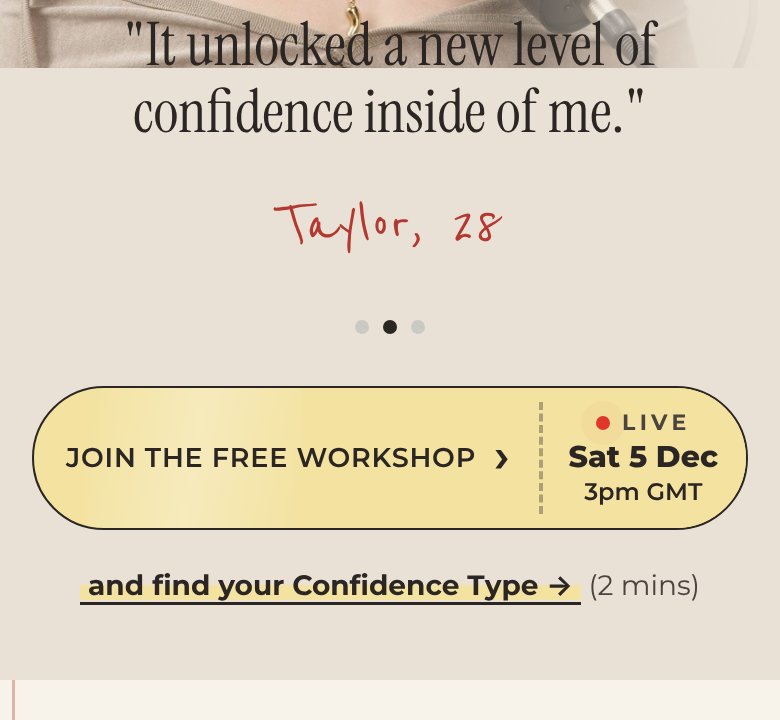 "It unlocked a new level of
confidence inside of me."
Taylor, 28
JOIN THE FREE WORKSHOP ›
LIVE
Sat 5 Dec
3pm GMT
and find your Confidence Type → (2 mins)